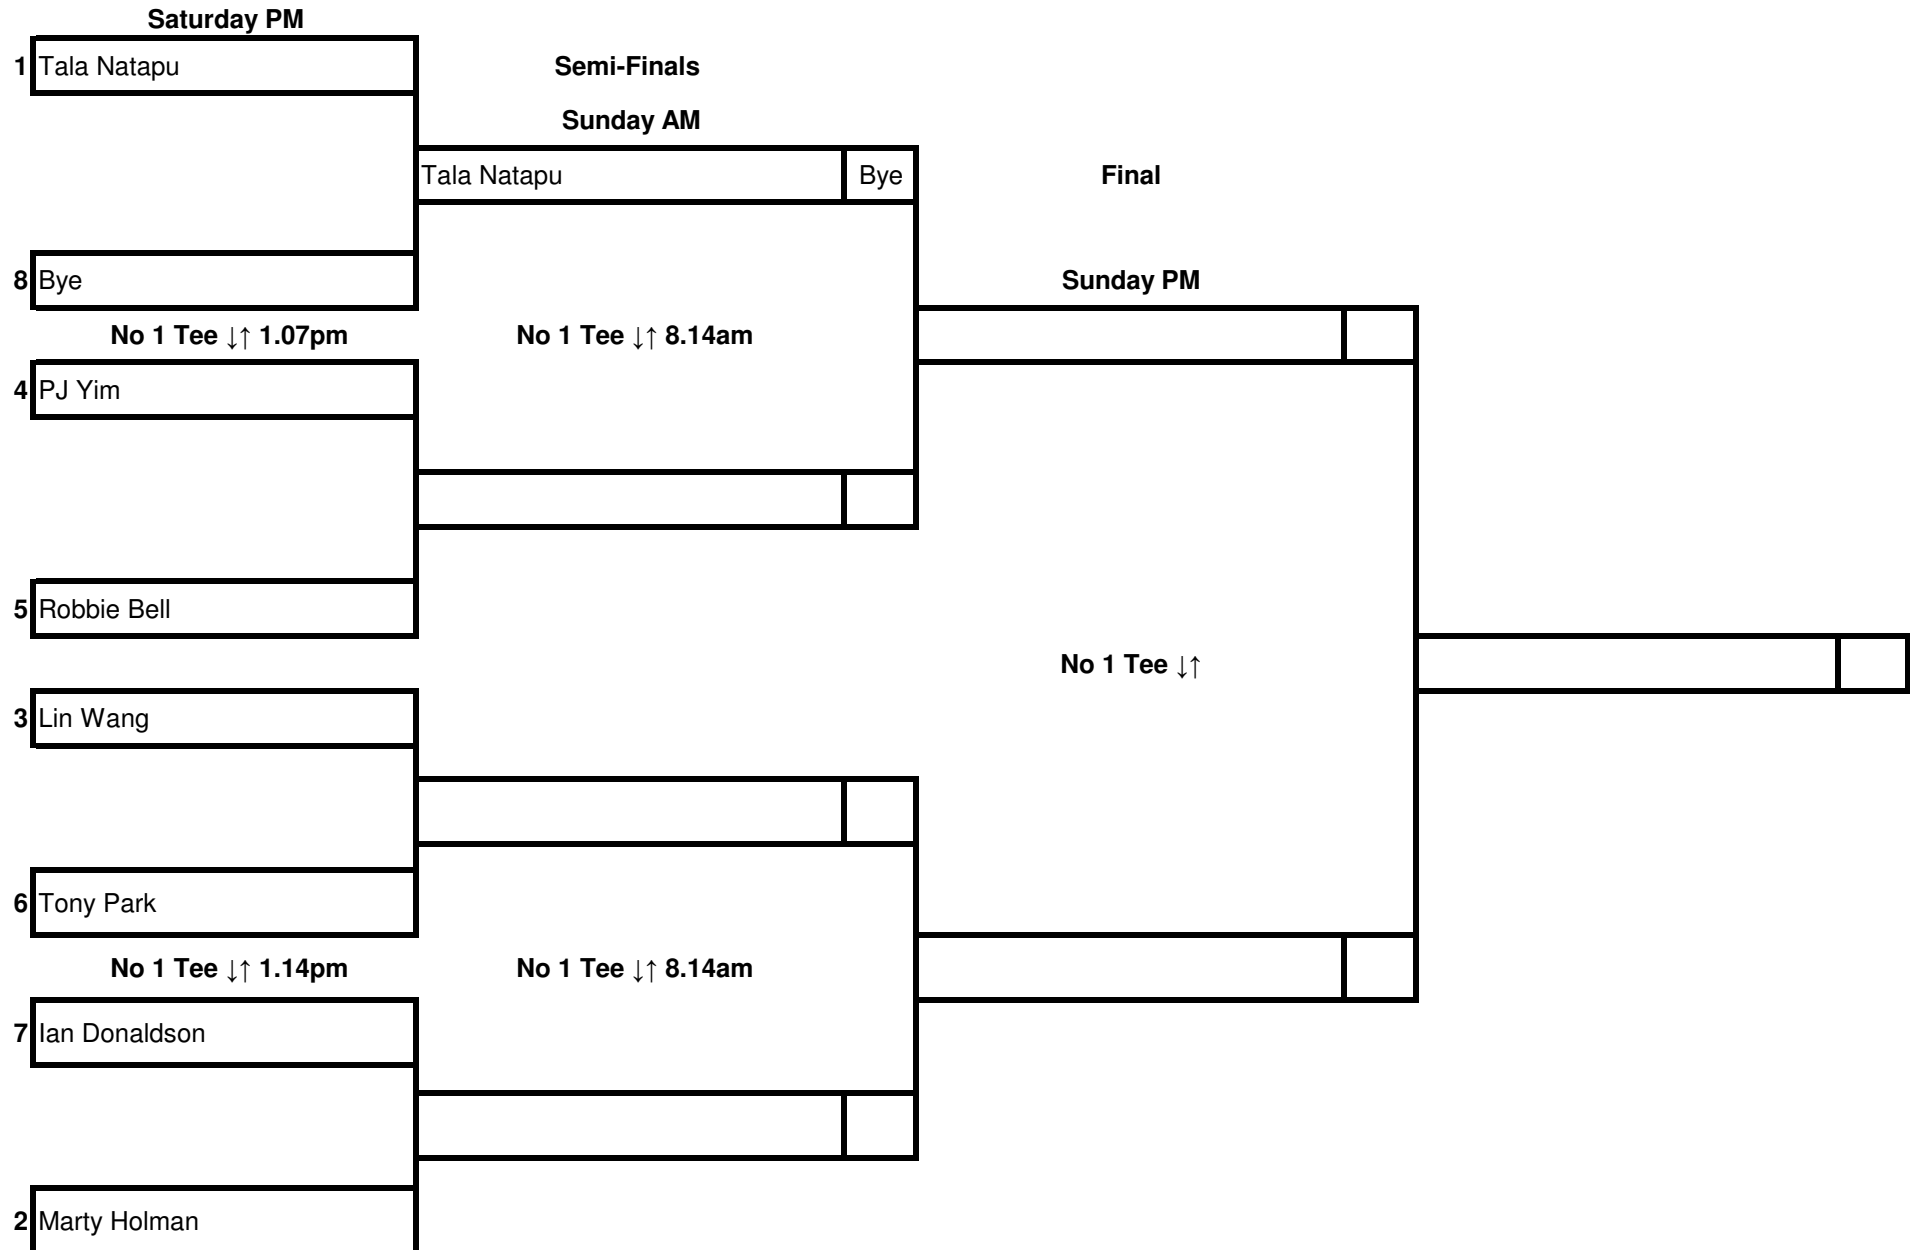 Saturday PM
1 Tala Natapu
Semi-Finals
Sunday AM
Tala Natapu Bye
Final
8 Bye
Sunday PM
No 1 Tee ↓↑ 1.07pm
No 1 Tee ↓↑ 8.14am
4 PJ Yim
5 Robbie Bell
No 1 Tee ↓↑
3 Lin Wang
6 Tony Park
No 1 Tee ↓↑ 1.14pm
No 1 Tee ↓↑ 8.14am
7 Ian Donaldson
2 Marty Holman